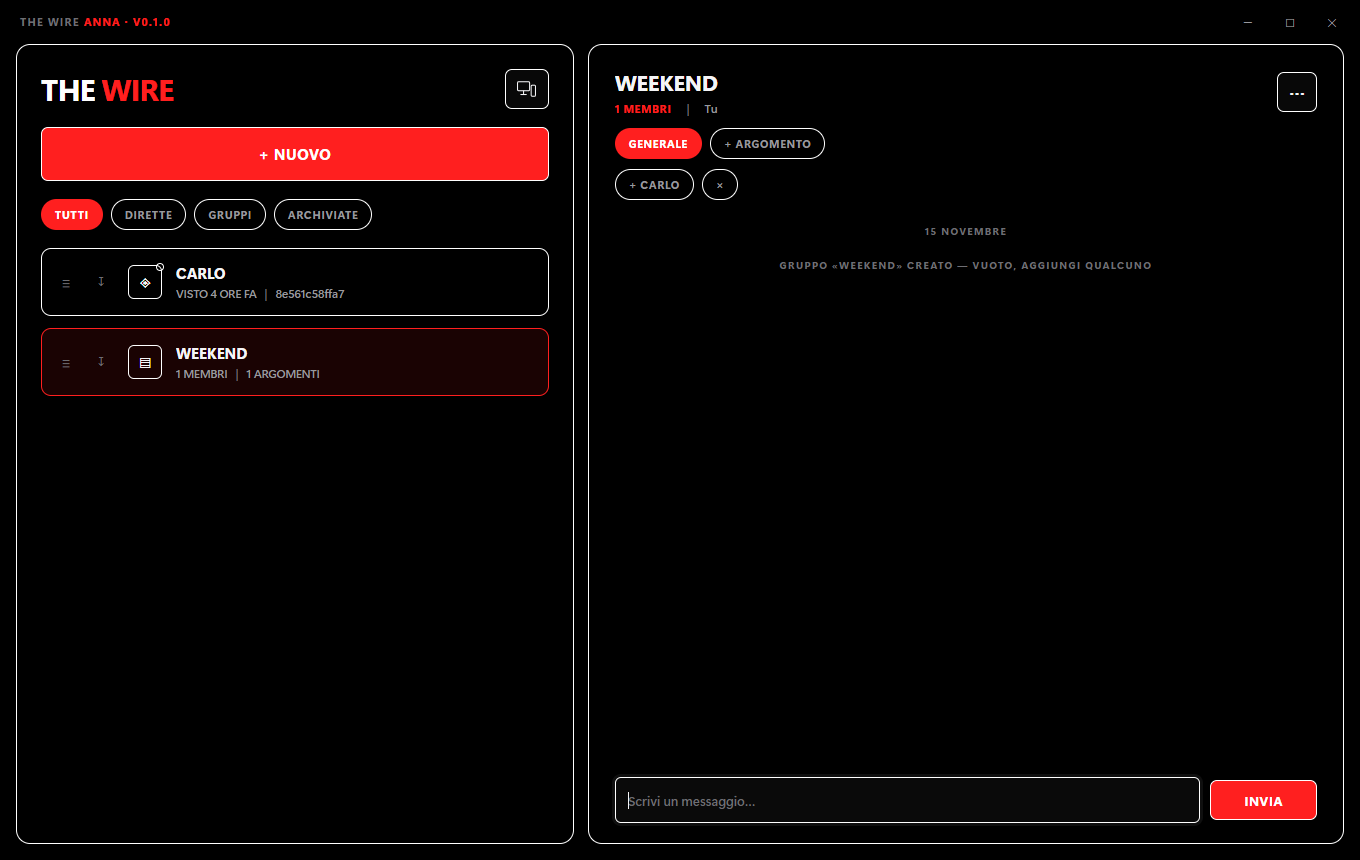 THE WIRE ANNA · V0.1.0
THE WIRE
+ NUOVO
TUTTI DIRETTE GRUPPI ARCHIVIATE
CARLO
VISTO 4 ORE FA | 8e561c58ffa7
WEEKEND
1 MEMBRI | 1 ARGOMENTI
WEEKEND
1 MEMBRI | Tu
GENERALE + ARGOMENTO
+ CARLO ×
15 NOVEMBRE
GRUPPO «WEEKEND» CREATO — VUOTO, AGGIUNGI QUALCUNO
Scrivi un messaggio...
INVIA